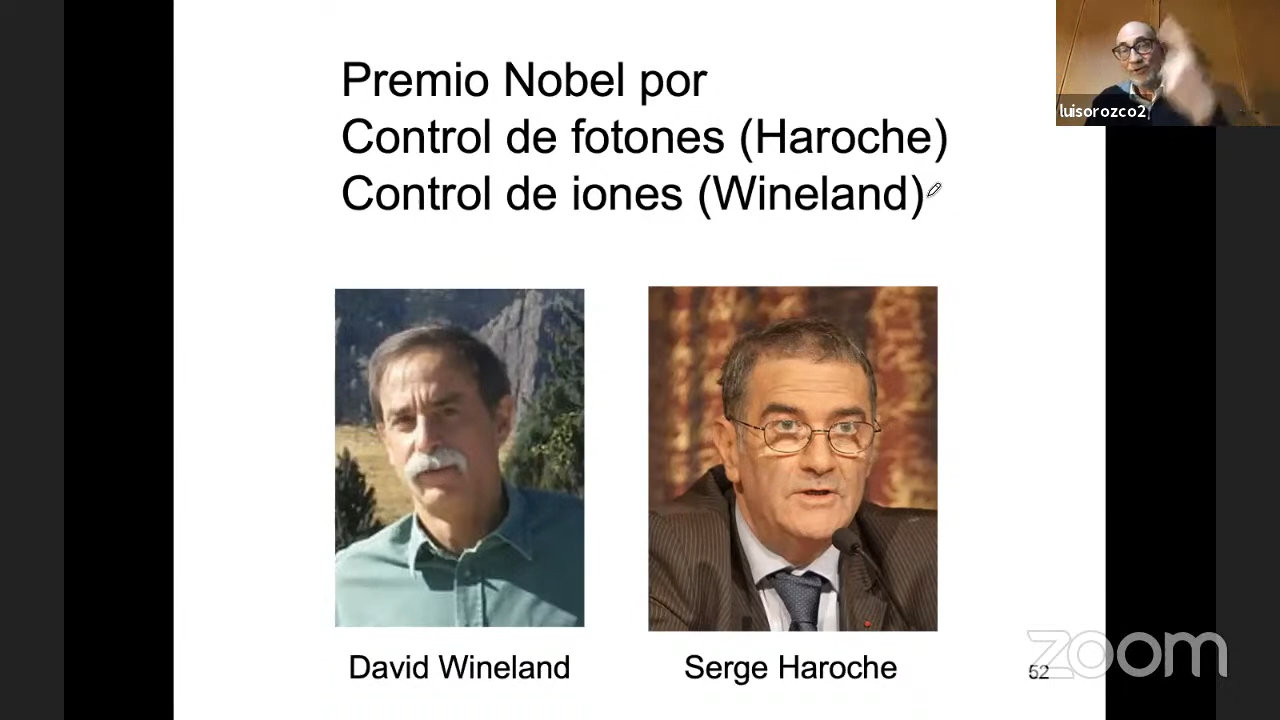 Premio Nobel por
Control de fotones (Haroche)
Control de iones (Wineland)
luisorozco2
David Wineland
Serge Haroche
52
zoom